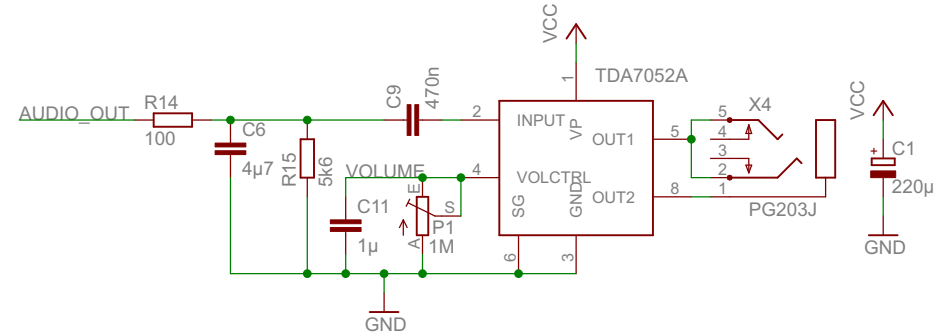 VCC
TDA7052A
1
AUDIO_OUT
R14
100
C6
4µ7
R15
5k6
C9
470n
2
INPUT
VP
OUT1
5
VOLUME
4
VOLCTRL
SG
GND
OUT2
8
C11
1µ
E
S
A
P1
1M
6
3
GND
X4
5
4
3
2
1
PG203J
VCC
+
C1
220µ
GND